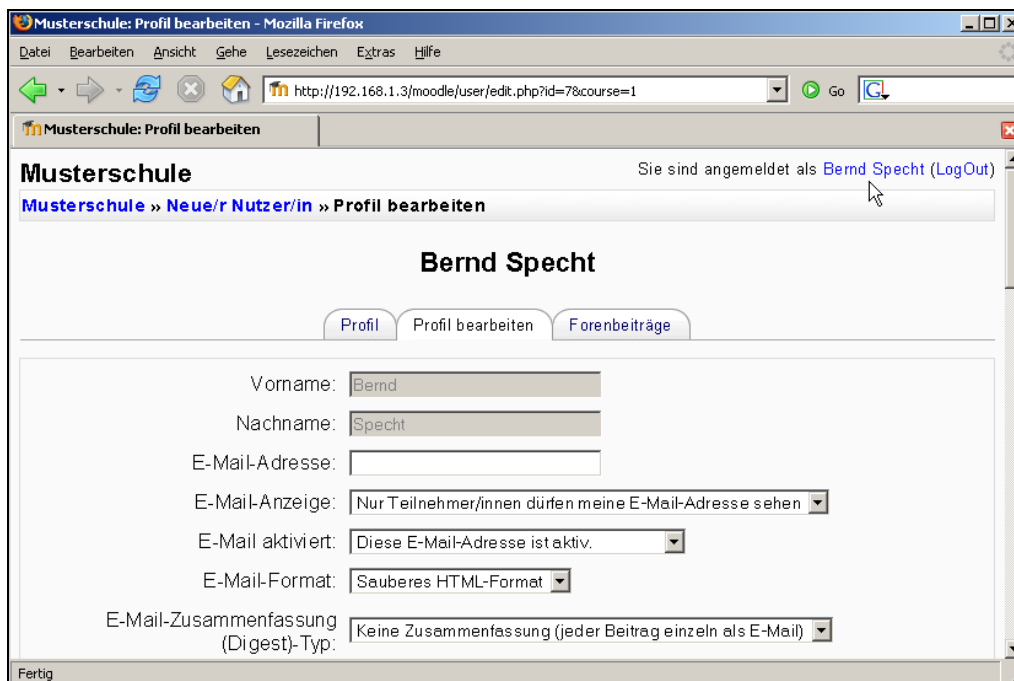 Musterschule: Profil bearbeiten - Mozilla Firefox
Datei Bearbeiten Ansicht Gehe Lesezeichen Extras Hilfe
http://192.168.1.3/moodle/user/edit.php?id=7&course=1 Go G
Musterschule: Profil bearbeiten
Musterschule Sie sind angemeldet als Bernd Specht (LogOut)
Musterschule » Neue/r Nutzer/in » Profil bearbeiten
Bernd Specht
Profil Profil bearbeiten Forenbeiträge
Vorname: Bernd
Nachname: Specht
E-Mail-Adresse:
E-Mail-Anzeige: Nur Teilnehmer/innen dürfen meine E-Mail-Adresse sehen
E-Mail aktiviert: Diese E-Mail-Adresse ist aktiv.
E-Mail-Format: Sauberes HTML-Format
E-Mail-Zusammenfassung
(Digest)-Typ: Keine Zusammenfassung (jeder Beitrag einzeln als E-Mail)
Fertig